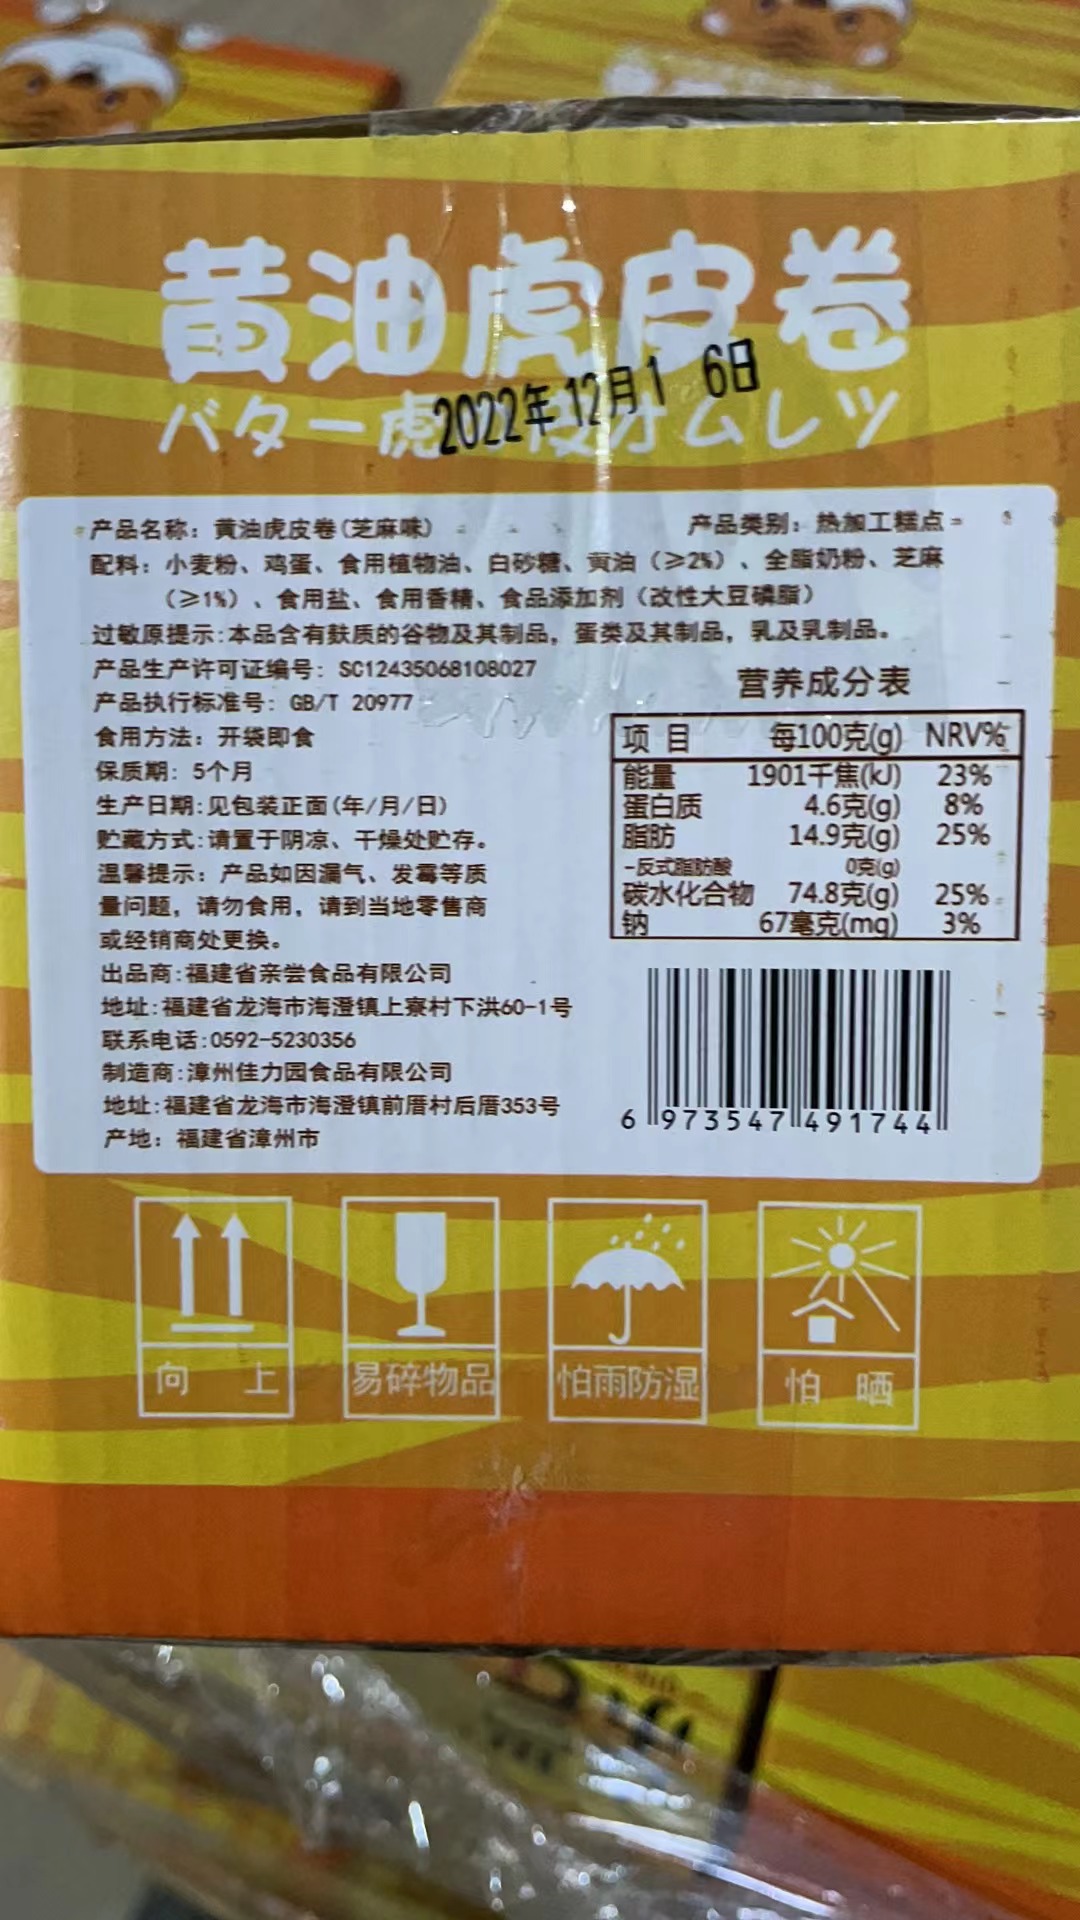 黄油虎皮卷
バター虎皮オムレツ
2022年12月16日
产品名称：黄油虎皮卷(芝麻味)
产品类别：热加工糕点
配料：小麦粉、鸡蛋、食用植物油、白砂糖、黄油（≥2%）、全脂奶粉、芝麻
（≥1%）、食用盐、食用香精、食品添加剂（改性大豆磷脂）
过敏原提示:本品含有麸质的谷物及其制品，蛋类及其制品，乳及乳制品。
产品生产许可证编号：SC12435068108027
产品执行标准号：GB/T 20977
食用方法：开袋即食
保质期：5个月
生产日期:见包装正面(年/月/日)
贮藏方式:请置于阴凉、干燥处贮存。
温馨提示：产品如因漏气、发霉等质
量问题，请勿食用，请到当地零售商
或经销商处更换。
出品商:福建省亲尝食品有限公司
地址:福建省龙海市海澄镇上寮村下洪60-1号
联系电话:0592-5230356
制造商:漳州佳力园食品有限公司
地址:福建省龙海市海澄镇前厝村后厝353号
产地：福建省漳州市
营养成分表
项 目 每100克(g) NRV%
能量 1901千焦(kJ) 23%
蛋白质 4.6克(g) 8%
脂肪 14.9克(g) 25%
-反式脂肪酸 0克(g)
碳水化合物 74.8克(g) 25%
钠 67毫克(mg) 3%
6 973547 491744
向 上
易碎物品
怕雨防湿
怕 晒